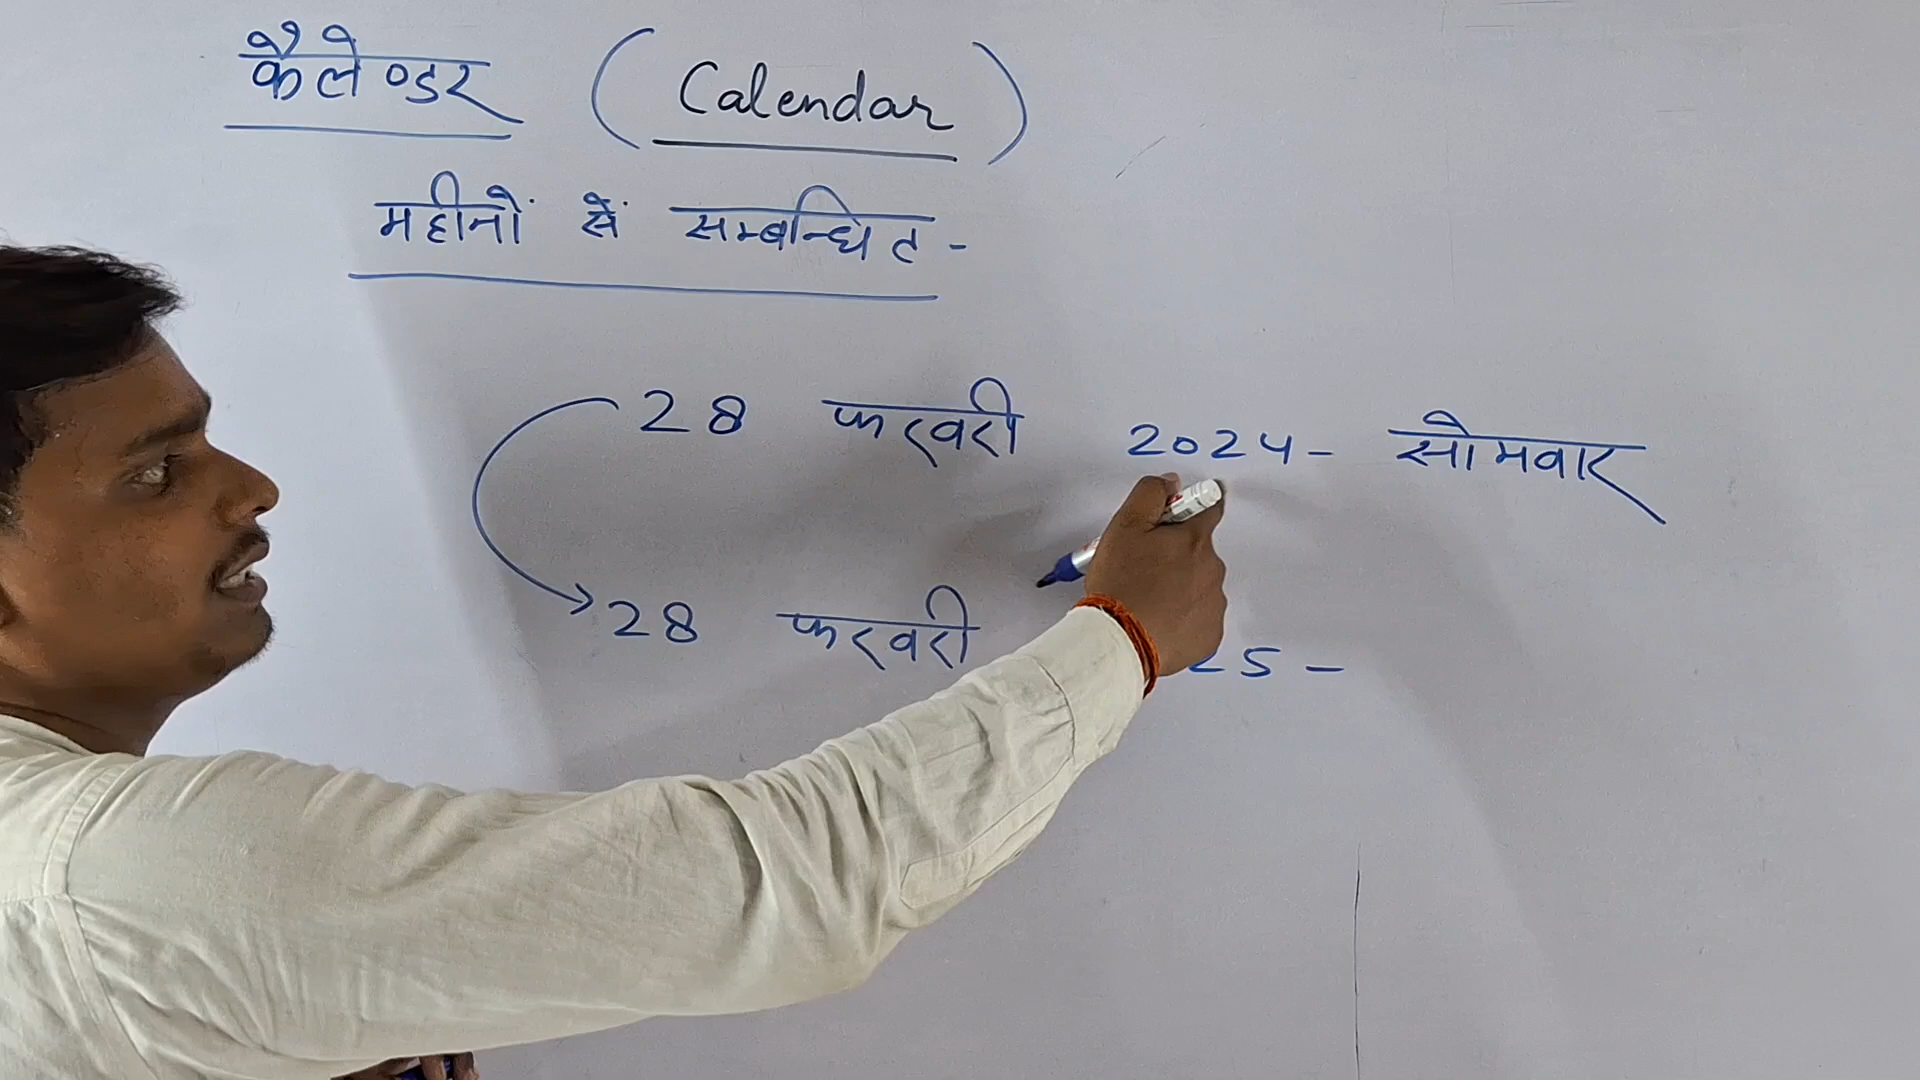 कैलेण्डर ( Calendar )
महीनों सें सम्बन्धित -
28 फरवरी 2024 - सोमवार
28 फरवरी 25 -